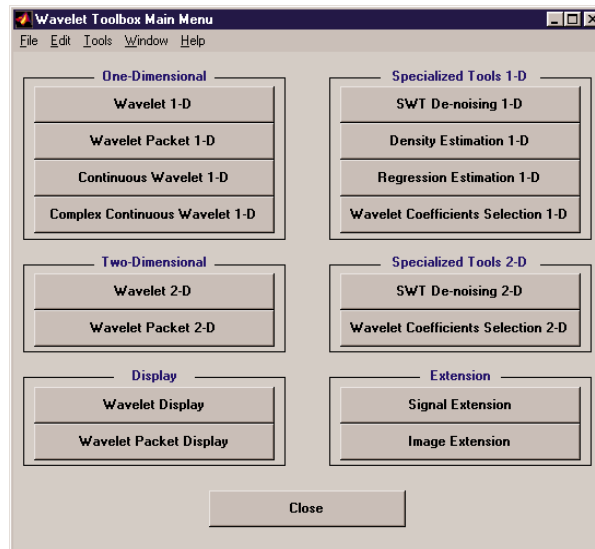 Wavelet Toolbox Main Menu
File Edit Tools Window Help
One-Dimensional
Wavelet 1-D
Wavelet Packet 1-D
Continuous Wavelet 1-D
Complex Continuous Wavelet 1-D
Specialized Tools 1-D
SWT De-noising 1-D
Density Estimation 1-D
Regression Estimation 1-D
Wavelet Coefficients Selection 1-D
Two-Dimensional
Wavelet 2-D
Wavelet Packet 2-D
Specialized Tools 2-D
SWT De-noising 2-D
Wavelet Coefficients Selection 2-D
Display
Wavelet Display
Wavelet Packet Display
Extension
Signal Extension
Image Extension
Close